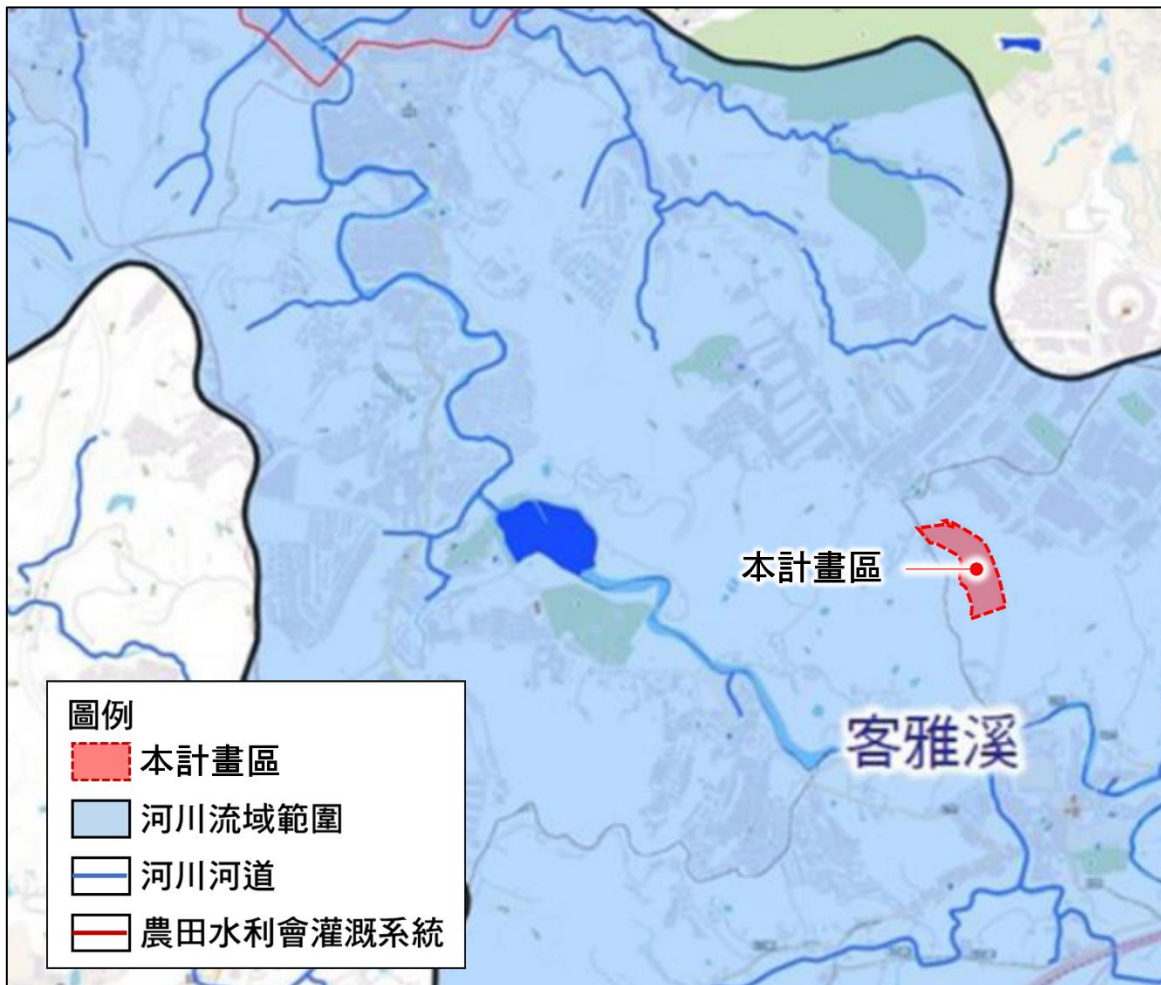 本計畫區
客雅溪
圖例
本計畫區
河川流域範圍
河川河道
農田水利會灌溉系統